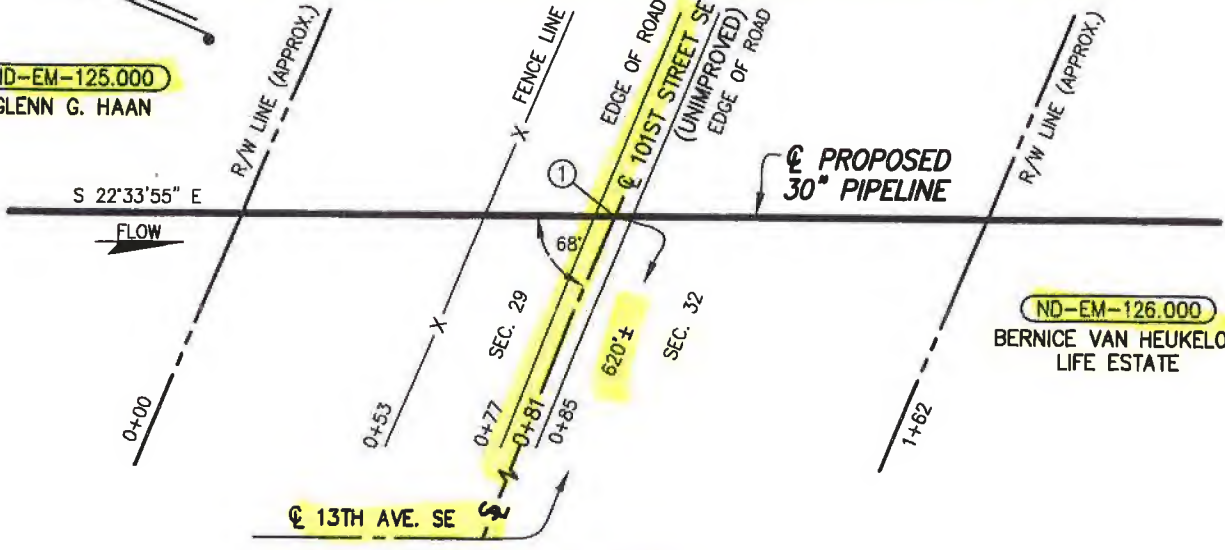 ND-EM-125.000
GLENN G. HAAN
R/W LINE (APPROX.)
FENCE LINE
X
X
EDGE OF ROAD
℄ 101ST STREET SE
(UNIMPROVED)
EDGE OF ROAD
R/W LINE (APPROX.)
S 22°33'55" E
FLOW
1
℄ PROPOSED
30" PIPELINE
68°
SEC. 29
620'±
SEC. 32
ND-EM-126.000
BERNICE VAN HEUKELO
LIFE ESTATE
0+00
0+53
0+77
0+81
0+85
1+62
℄ 13TH AVE. SE